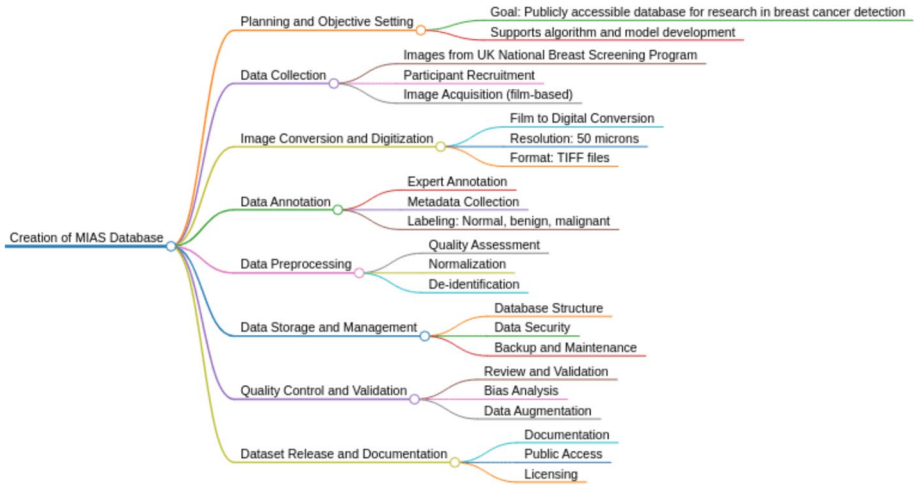 Creation of MIAS Database
Planning and Objective Setting
Goal: Publicly accessible database for research in breast cancer detection
Supports algorithm and model development
Data Collection
Images from UK National Breast Screening Program
Participant Recruitment
Image Acquisition (film-based)
Image Conversion and Digitization
Film to Digital Conversion
Resolution: 50 microns
Format: TIFF files
Data Annotation
Expert Annotation
Metadata Collection
Labeling: Normal, benign, malignant
Data Preprocessing
Quality Assessment
Normalization
De-identification
Data Storage and Management
Database Structure
Data Security
Backup and Maintenance
Quality Control and Validation
Review and Validation
Bias Analysis
Data Augmentation
Dataset Release and Documentation
Documentation
Public Access
Licensing